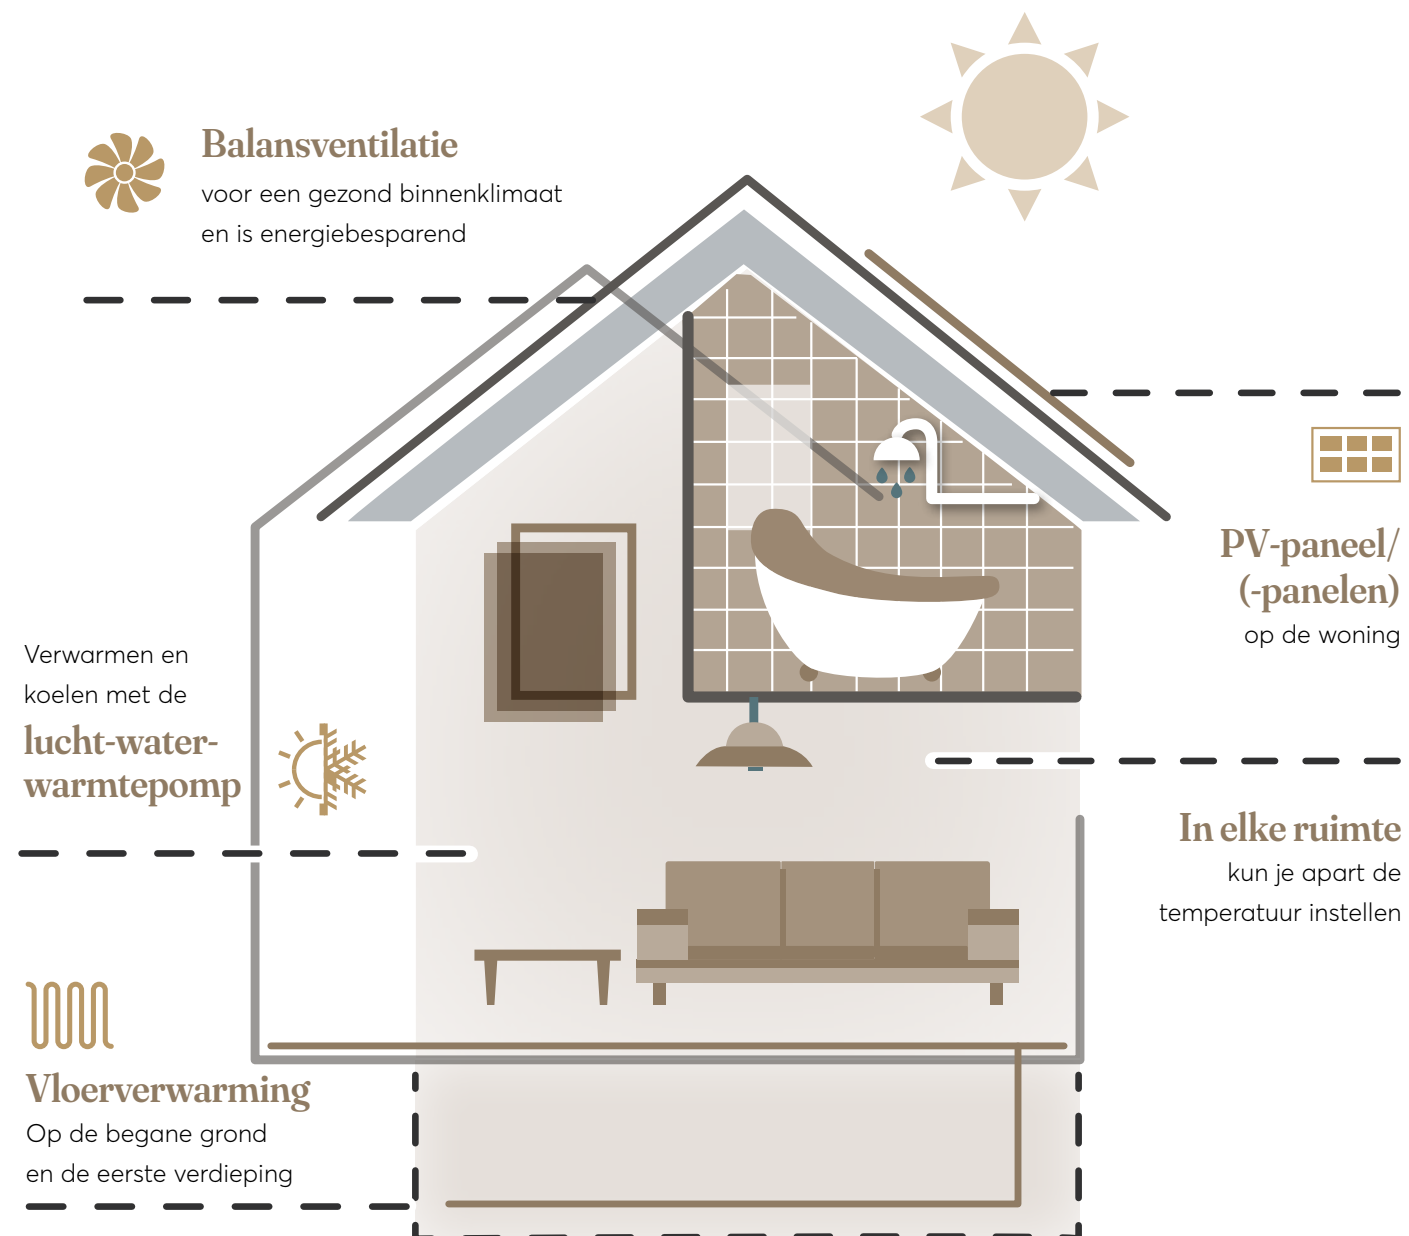 Balansventilatie
voor een gezond binnenklimaat
en is energiebesparend
PV-paneel/
(-panelen)
op de woning
Verwarmen en
koelen met de
lucht-water-
warmtepomp
In elke ruimte
kun je apart de
temperatuur instellen
Vloerverwarming
Op de begane grond
en de eerste verdieping